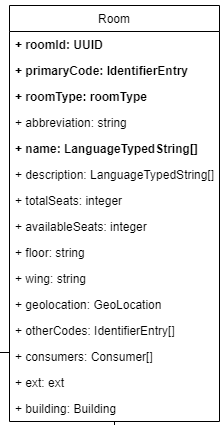 Room
+ roomId: UUID
+ primaryCode: IdentifierEntry
+ roomType: roomType
+ abbreviation: string
+ name: LanguageTypedString[]
+ description: LanguageTypedString[]
+ totalSeats: integer
+ availableSeats: integer
+ floor: string
+ wing: string
+ geolocation: GeoLocation
+ otherCodes: IdentifierEntry[]
+ consumers: Consumer[]
+ ext: ext
+ building: Building